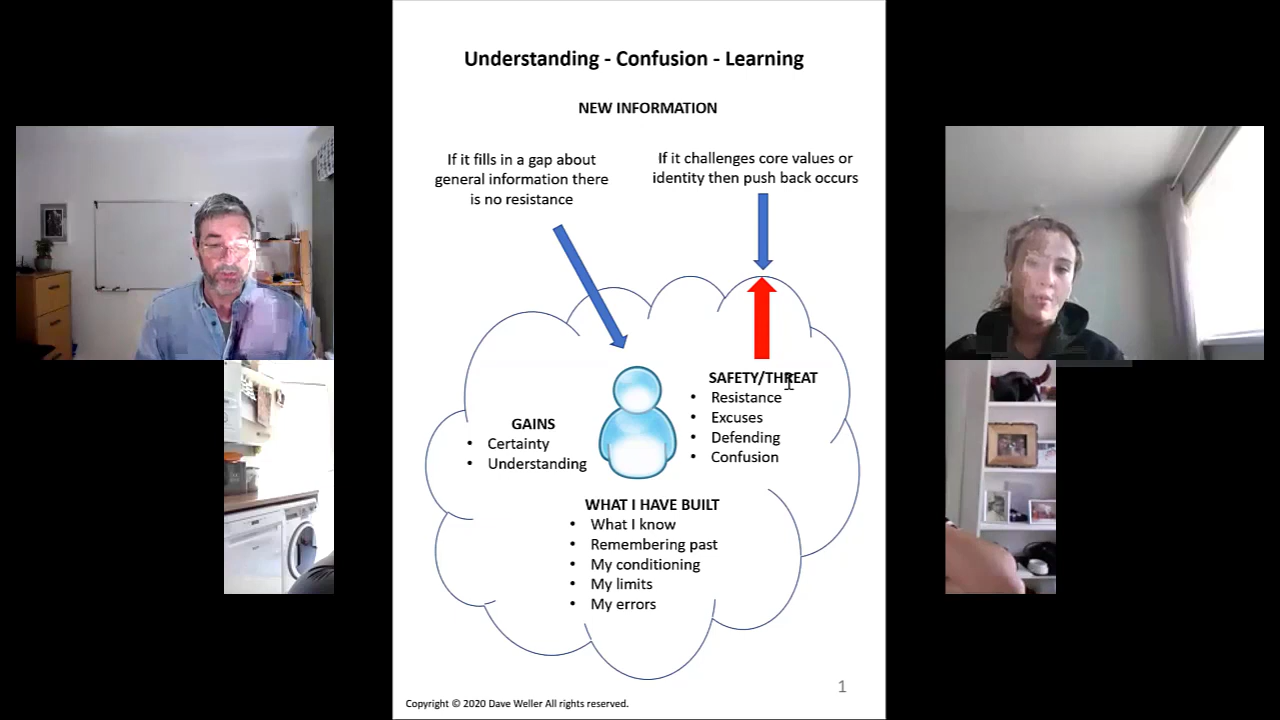 Understanding - Confusion - Learning
NEW INFORMATION
If it fills in a gap about
general information there
is no resistance
If it challenges core values or
identity then push back occurs
SAFETY/THREAT
• Resistance
• Excuses
• Defending
• Confusion
GAINS
• Certainty
• Understanding
WHAT I HAVE BUILT
• What I know
• Remembering past
• My conditioning
• My limits
• My errors
1
Copyright © 2020 Dave Weller All rights reserved.